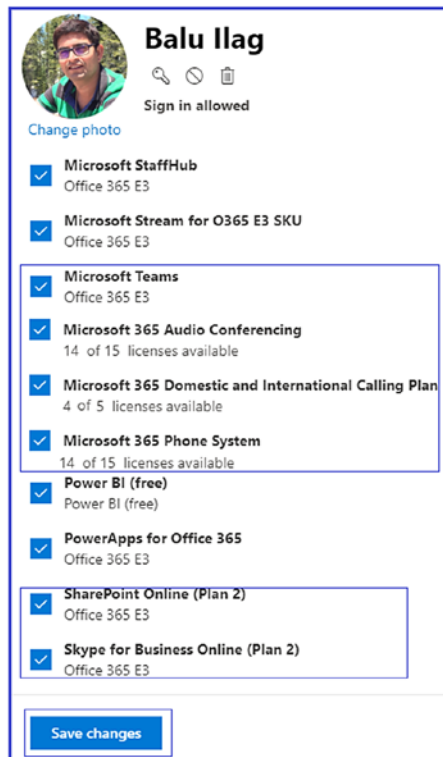 Balu Ilag
Sign in allowed
Change photo
Microsoft StaffHub
Office 365 E3
Microsoft Stream for O365 E3 SKU
Office 365 E3
Microsoft Teams
Office 365 E3
Microsoft 365 Audio Conferencing
14 of 15 licenses available
Microsoft 365 Domestic and International Calling Plan
4 of 5 licenses available
Microsoft 365 Phone System
14 of 15 licenses available
Power BI (free)
Power BI (free)
PowerApps for Office 365
Office 365 E3
SharePoint Online (Plan 2)
Office 365 E3
Skype for Business Online (Plan 2)
Office 365 E3
Save changes